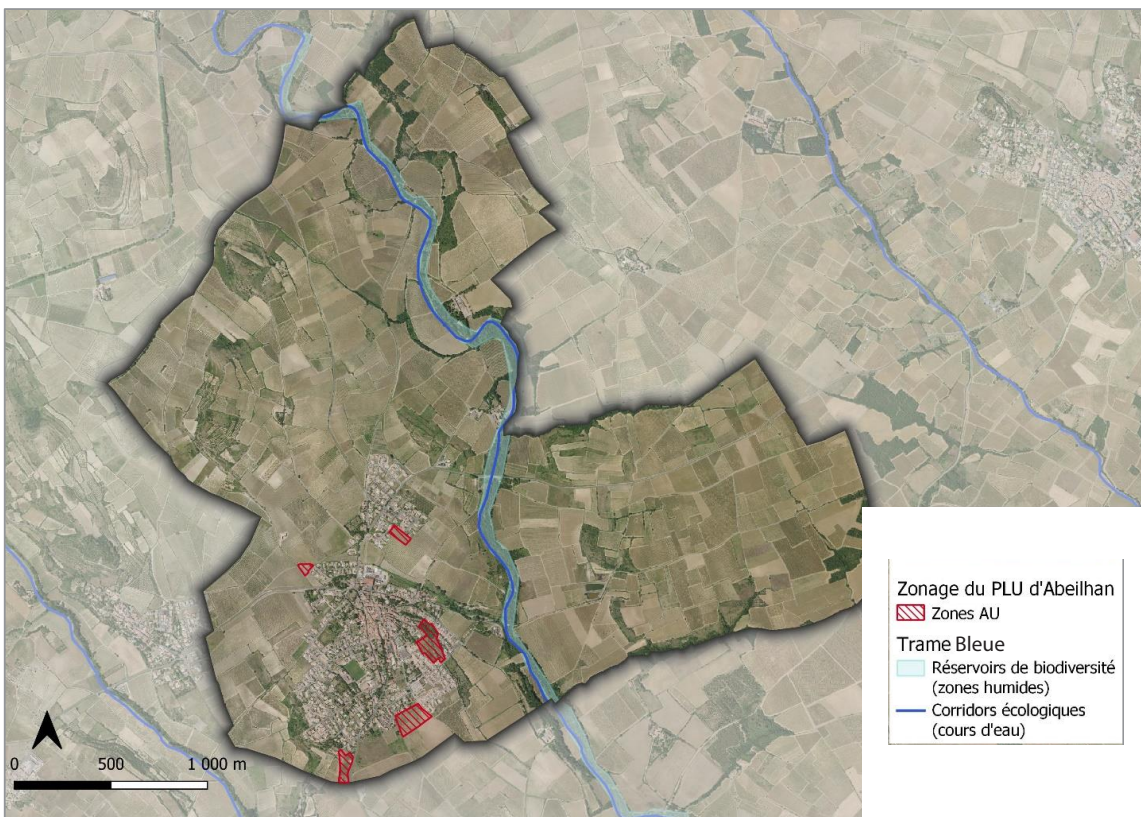 0 500 1 000 m
Zonage du PLU d'Abeilhan
Zones AU
Trame Bleue
Réservoirs de biodiversité
(zones humides)
Corridors écologiques
(cours d'eau)